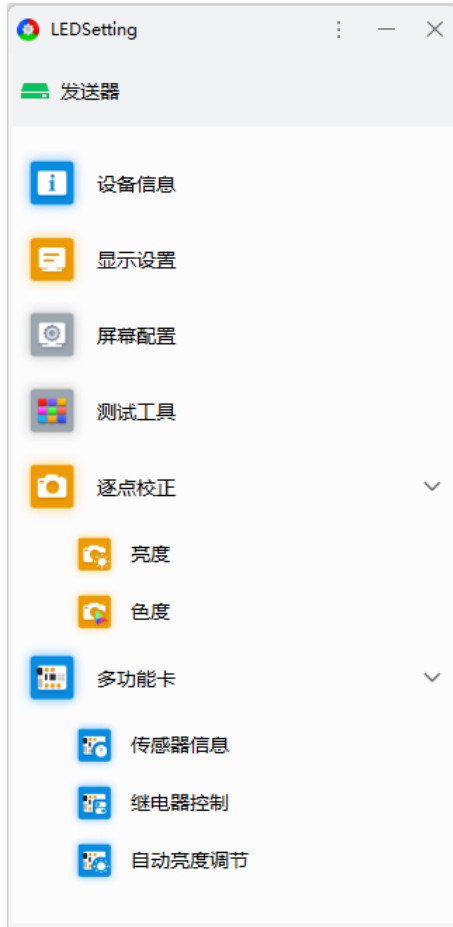 LEDSetting
发送器
设备信息
显示设置
屏幕配置
测试工具
逐点校正
亮度
色度
多功能卡
传感器信息
继电器控制
自动亮度调节